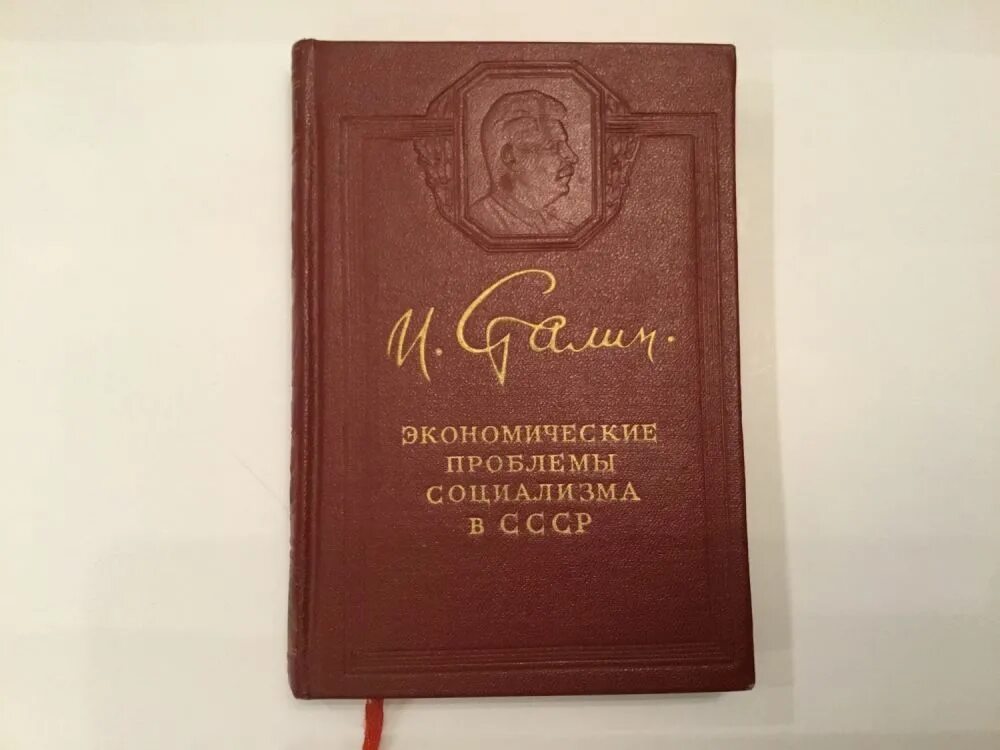 И. Сталин.
ЭКОНОМИЧЕСКИЕ
ПРОБЛЕМЫ
СОЦИАЛИЗМА
В СССР